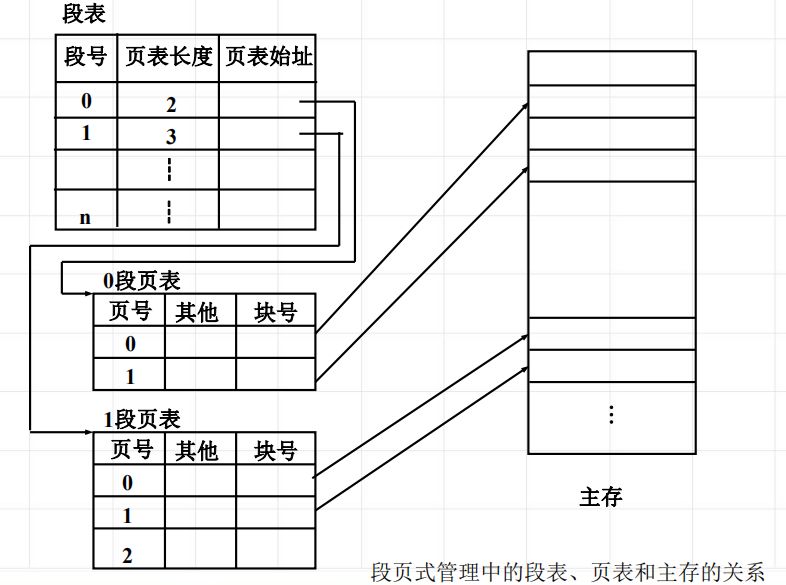 段表
段号 页表长度 页表始址
0 2
1 3
n
0段页表
页号 其他 块号
0
1
1段页表
页号 其他 块号
0
1
2
主存
段页式管理中的段表、页表和主存的关系